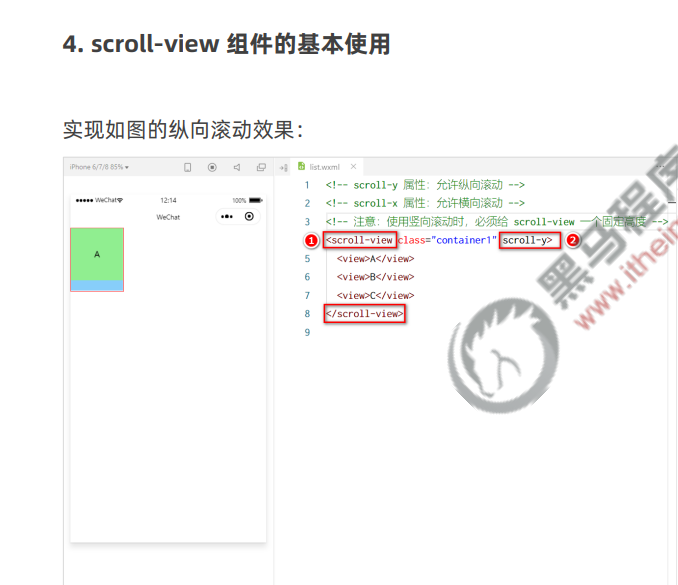 4. scroll-view 组件的基本使用
实现如图的纵向滚动效果：
iPhone 6/7/8 85%
list.wxml
WeChat
12:14
100%
WeChat
A
1 <!-- scroll-y 属性：允许纵向滚动 -->
2 <!-- scroll-x 属性：允许横向滚动 -->
3 <!-- 注意：使用竖向滚动时，必须给 scroll-view 一个固定高度 -->
1 4 <scroll-view class="container1" scroll-y> 2
5 <view>A</view>
6 <view>B</view>
7 <view>C</view>
8 </scroll-view>
9
黑马程序
www.itheim